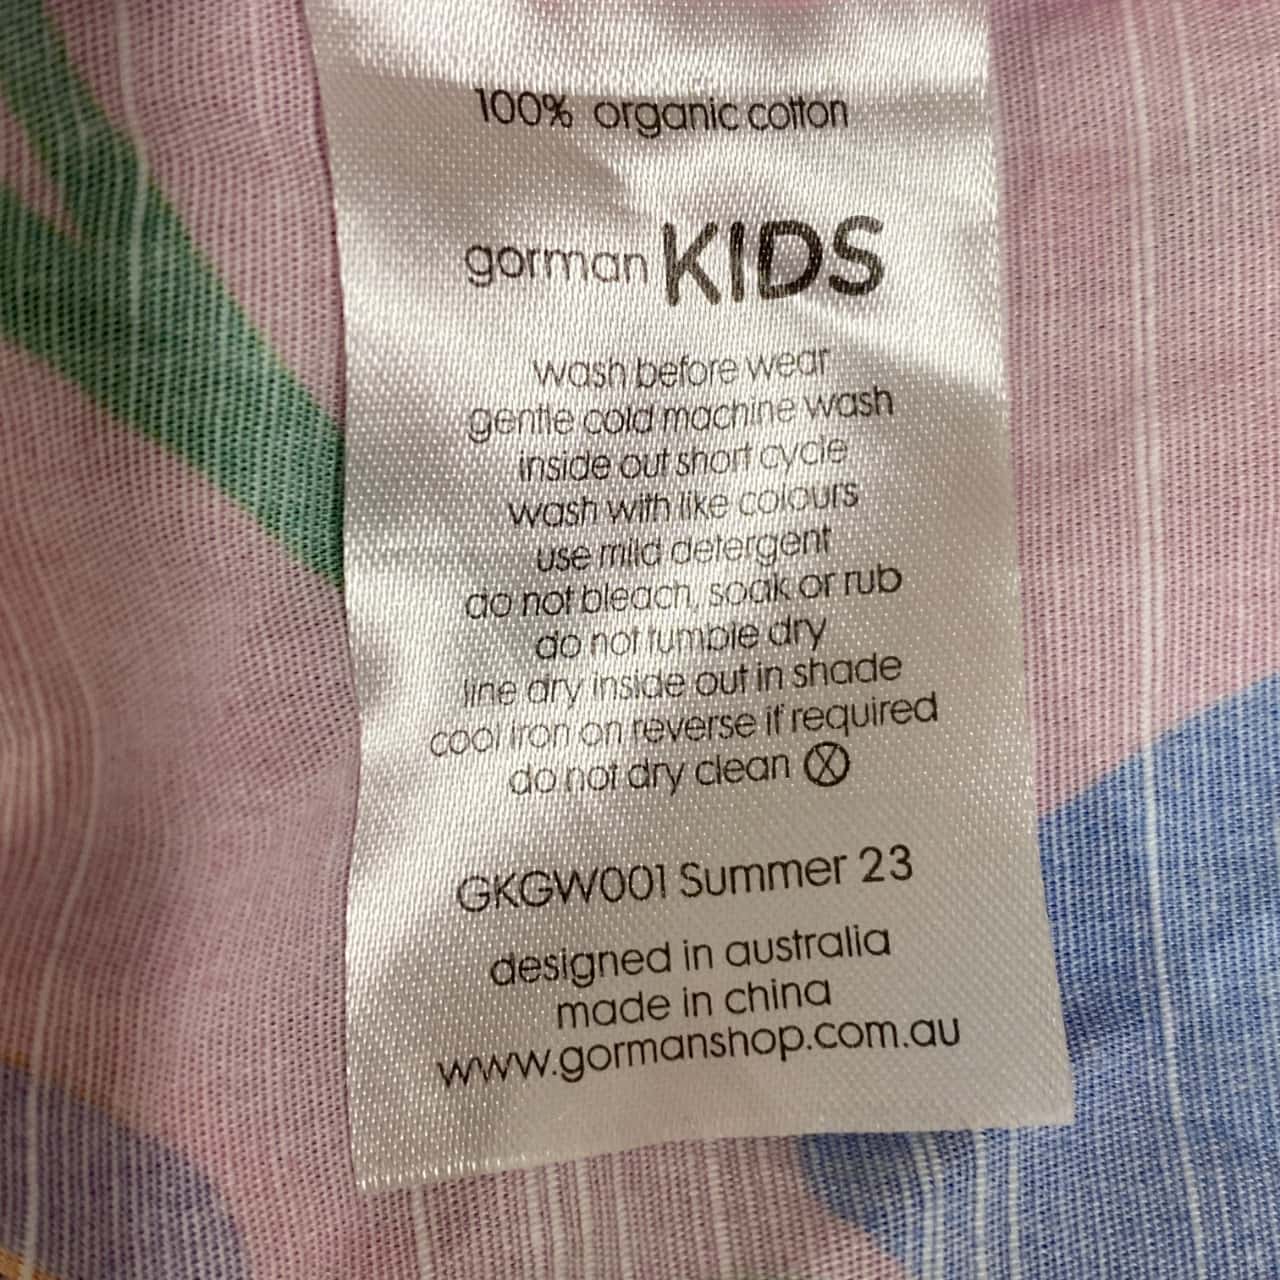 100% organic cotton
gorman KIDS
wash before wear
gentle cold machine wash
inside out short cycle
wash with like colours
use mild detergent
do not bleach, soak or rub
do not tumble dry
line dry inside out in shade
cool iron on reverse if required
do not dry clean
GKGW001 Summer 23
designed in australia
made in china
www.gormanshop.com.au